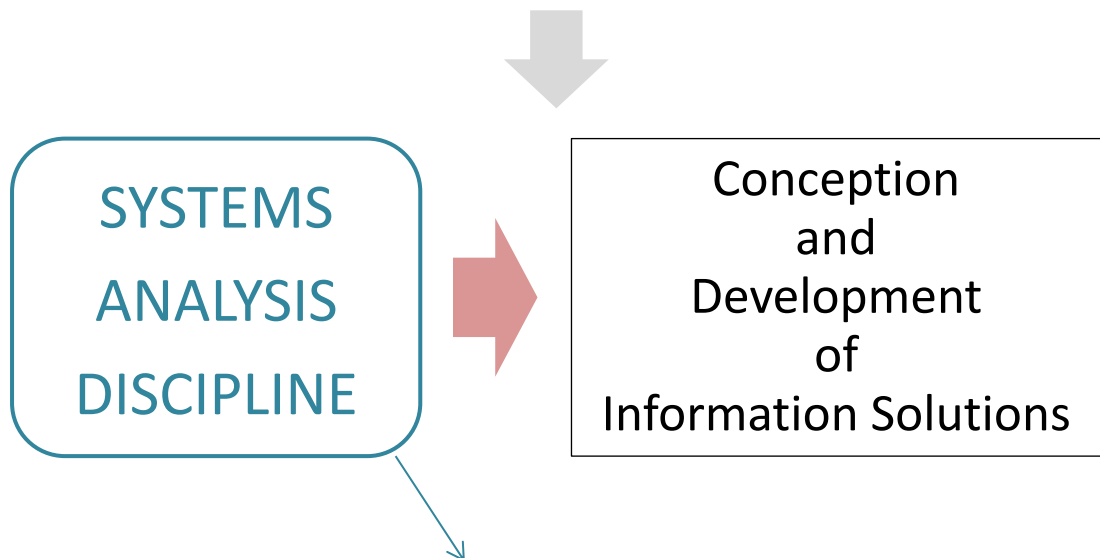 SYSTEMS
ANALYSIS
DISCIPLINE
Conception
and
Development
of
Information Solutions